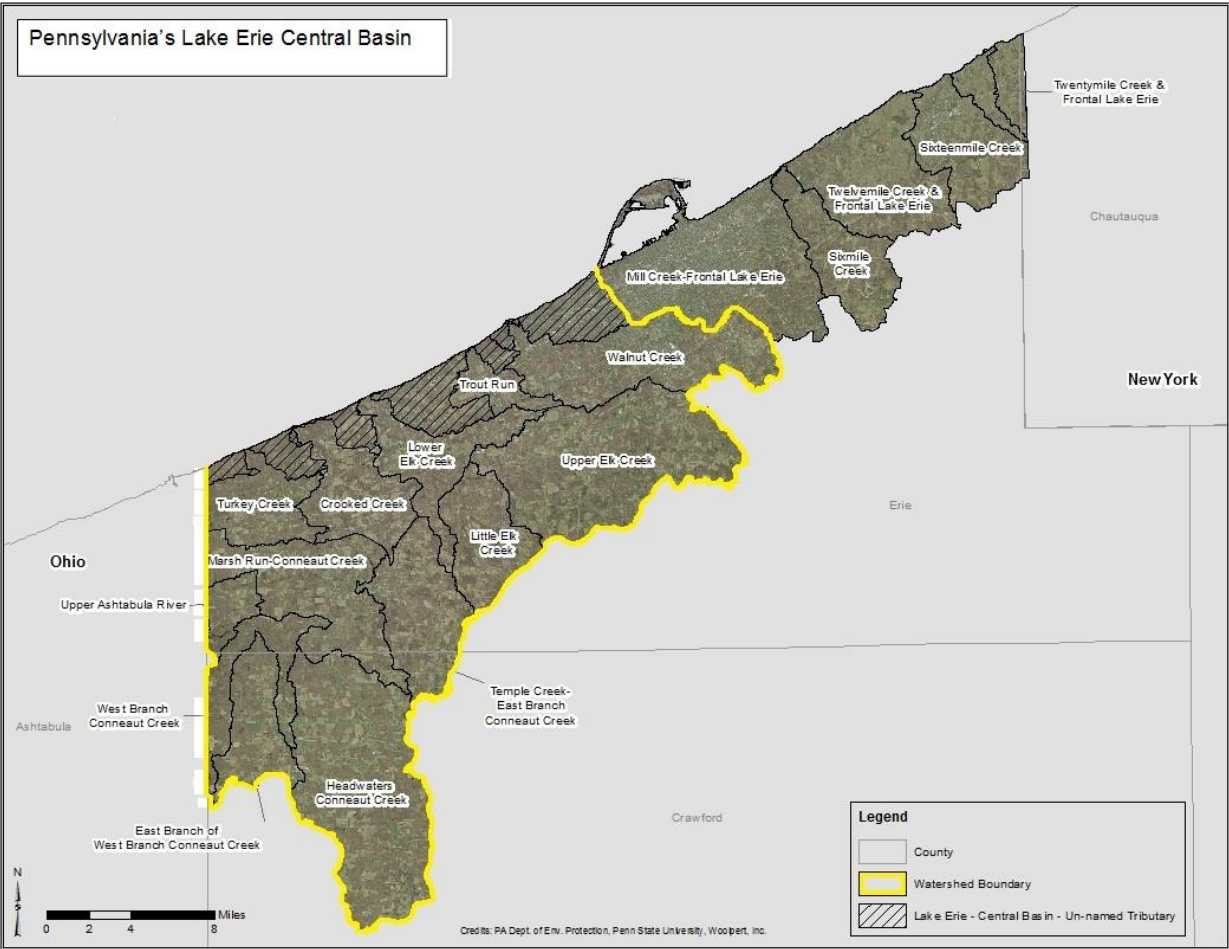 Pennsylvania's Lake Erie Central Basin
Twentymile Creek &
Frontal Lake Erie
Sixteenmile Creek
Twelvemile Creek &
Frontal Lake Erie
Chautauqua
Sixmile
Creek
Mill Creek-Frontal Lake Erie
Walnut Creek
Trout Run
New York
Lower
Elk Creek
Upper Elk Creek
Turkey Creek
Crooked Creek
Erie
Little Elk
Creek
Ohio
Marsh Run-Conneaut Creek
Upper Ashtabula River
Temple Creek-
East Branch
Conneaut Creek
West Branch
Conneaut Creek
Ashtabula
Headwaters
Conneaut Creek
Crawford
East Branch of
West Branch Conneaut Creek
Legend
County
Watershed Boundary
Lake Erie - Central Basin - Un-named Tributary
N
Miles
0 2 4 8
Credits: PA Dept. of Env. Protection, Penn State University, Woolpert, Inc.